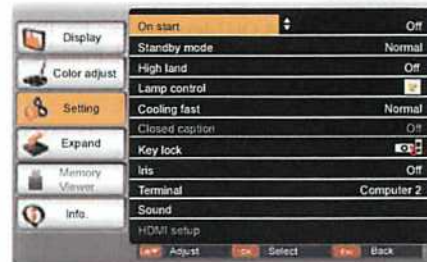 Display
Color adjust
Setting
Expand
Memory Viewer
Info.
On start Off
Standby mode Normal
High land Off
Lamp control
Cooling fast Normal
Closed caption Off
Key lock
Iris Off
Terminal Computer 2
Sound
HDMI setup
Adjust Select Back